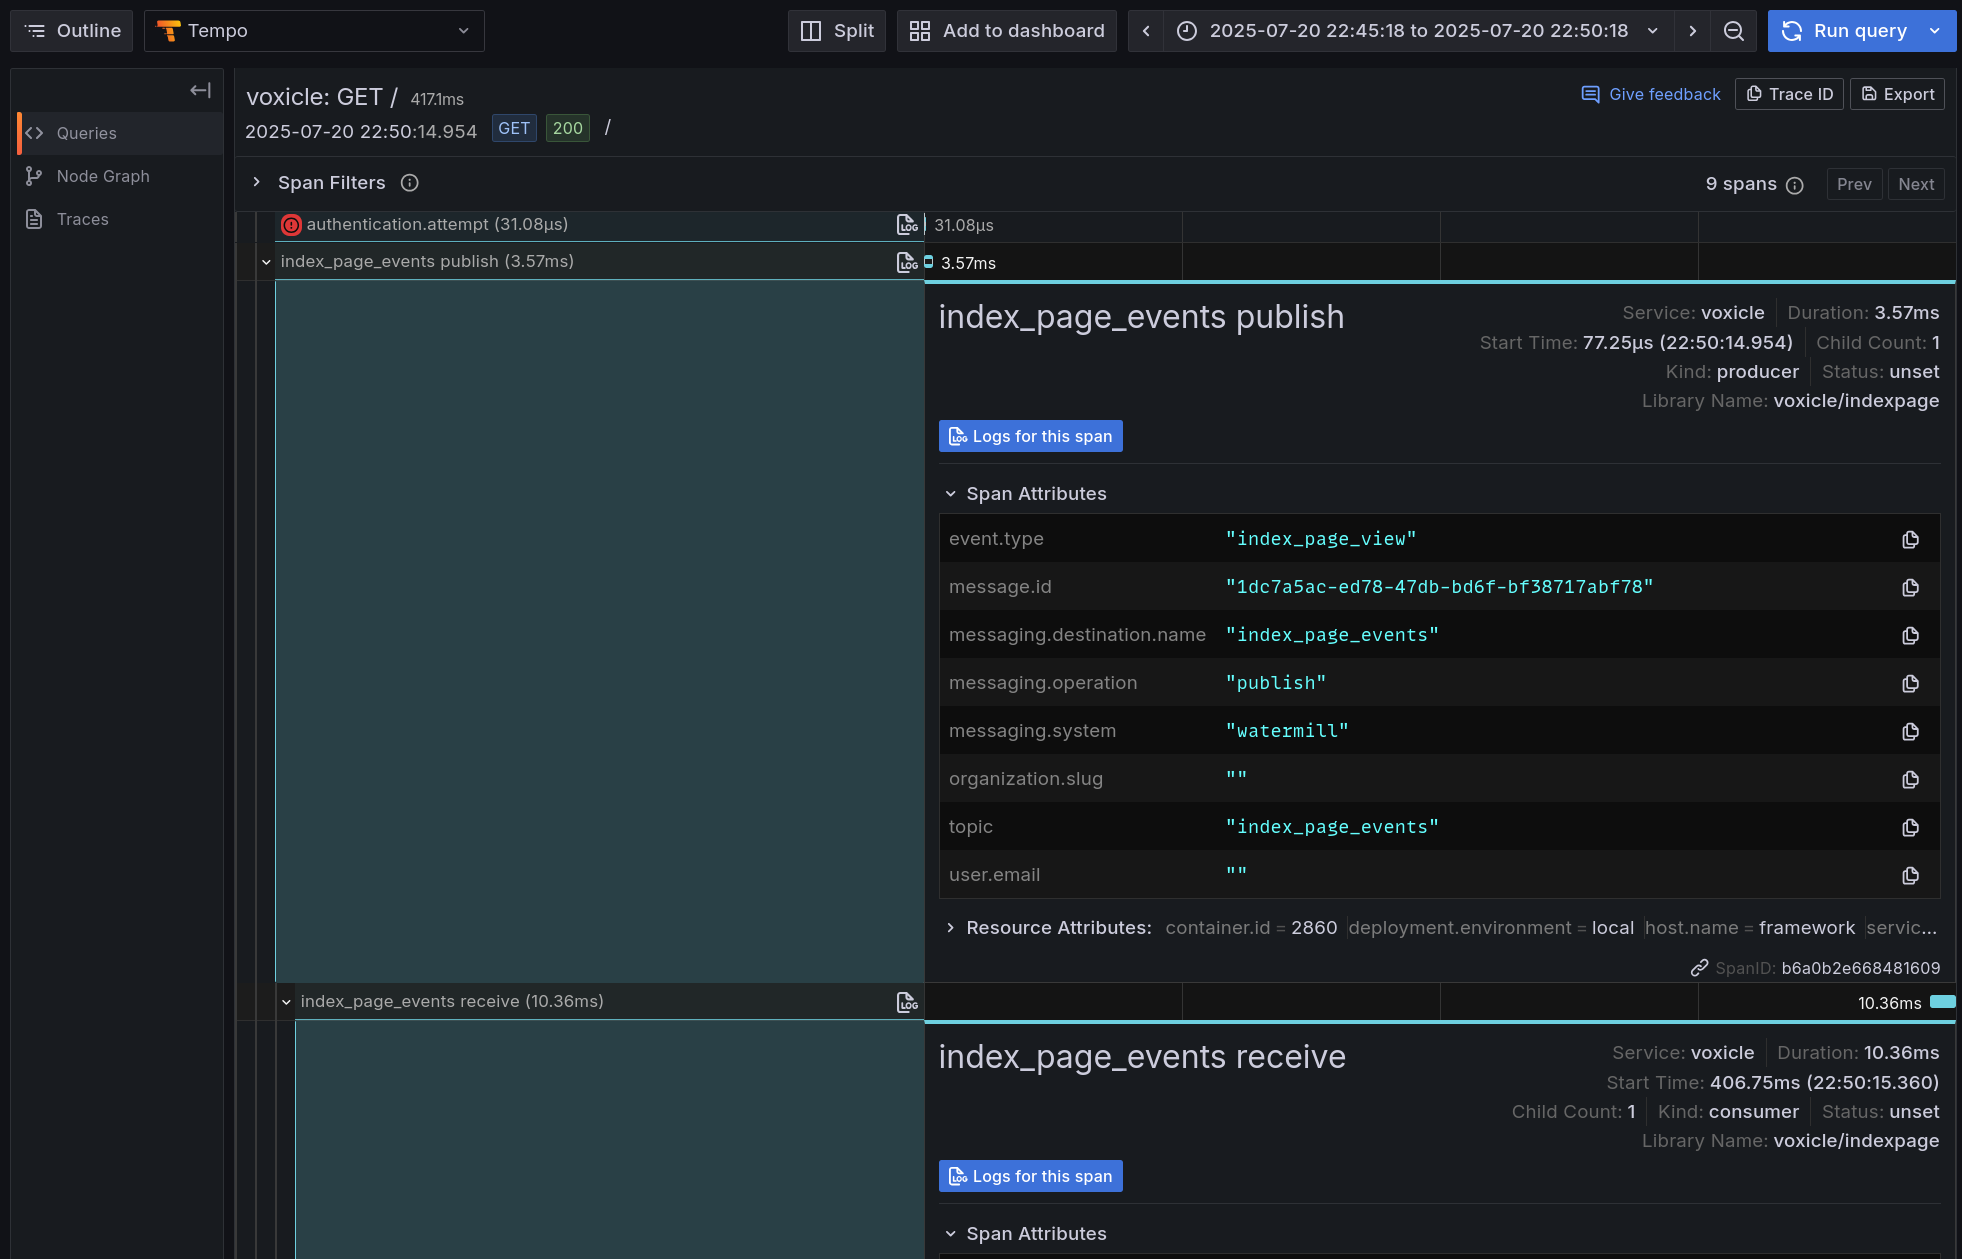 Outline
Tempo
Split
Add to dashboard
2025-07-20 22:45:18 to 2025-07-20 22:50:18
Run query
Queries
Node Graph
Traces
voxicle: GET / 417.1ms
Give feedback
Trace ID
Export
2025-07-20 22:50:14.954 GET 200 /
Span Filters
9 spans
Prev
Next
authentication.attempt (31.08μs)
LOG
31.08μs
index_page_events publish (3.57ms)
LOG
3.57ms
index_page_events publish
Service: voxicle Duration: 3.57ms
Start Time: 77.25μs (22:50:14.954) Child Count: 1
Kind: producer Status: unset
Library Name: voxicle/indexpage
LOG Logs for this span
Span Attributes
event.type "index_page_view"
message.id "1dc7a5ac-ed78-47db-bd6f-bf38717abf78"
messaging.destination.name "index_page_events"
messaging.operation "publish"
messaging.system "watermill"
organization.slug ""
topic "index_page_events"
user.email ""
Resource Attributes: container.id = 2860 deployment.environment = local host.name = framework servic...
SpanID: b6a0b2e668481609
index_page_events receive (10.36ms)
LOG
10.36ms
index_page_events receive
Service: voxicle Duration: 10.36ms
Start Time: 406.75ms (22:50:15.360)
Child Count: 1 Kind: consumer Status: unset
Library Name: voxicle/indexpage
LOG Logs for this span
Span Attributes